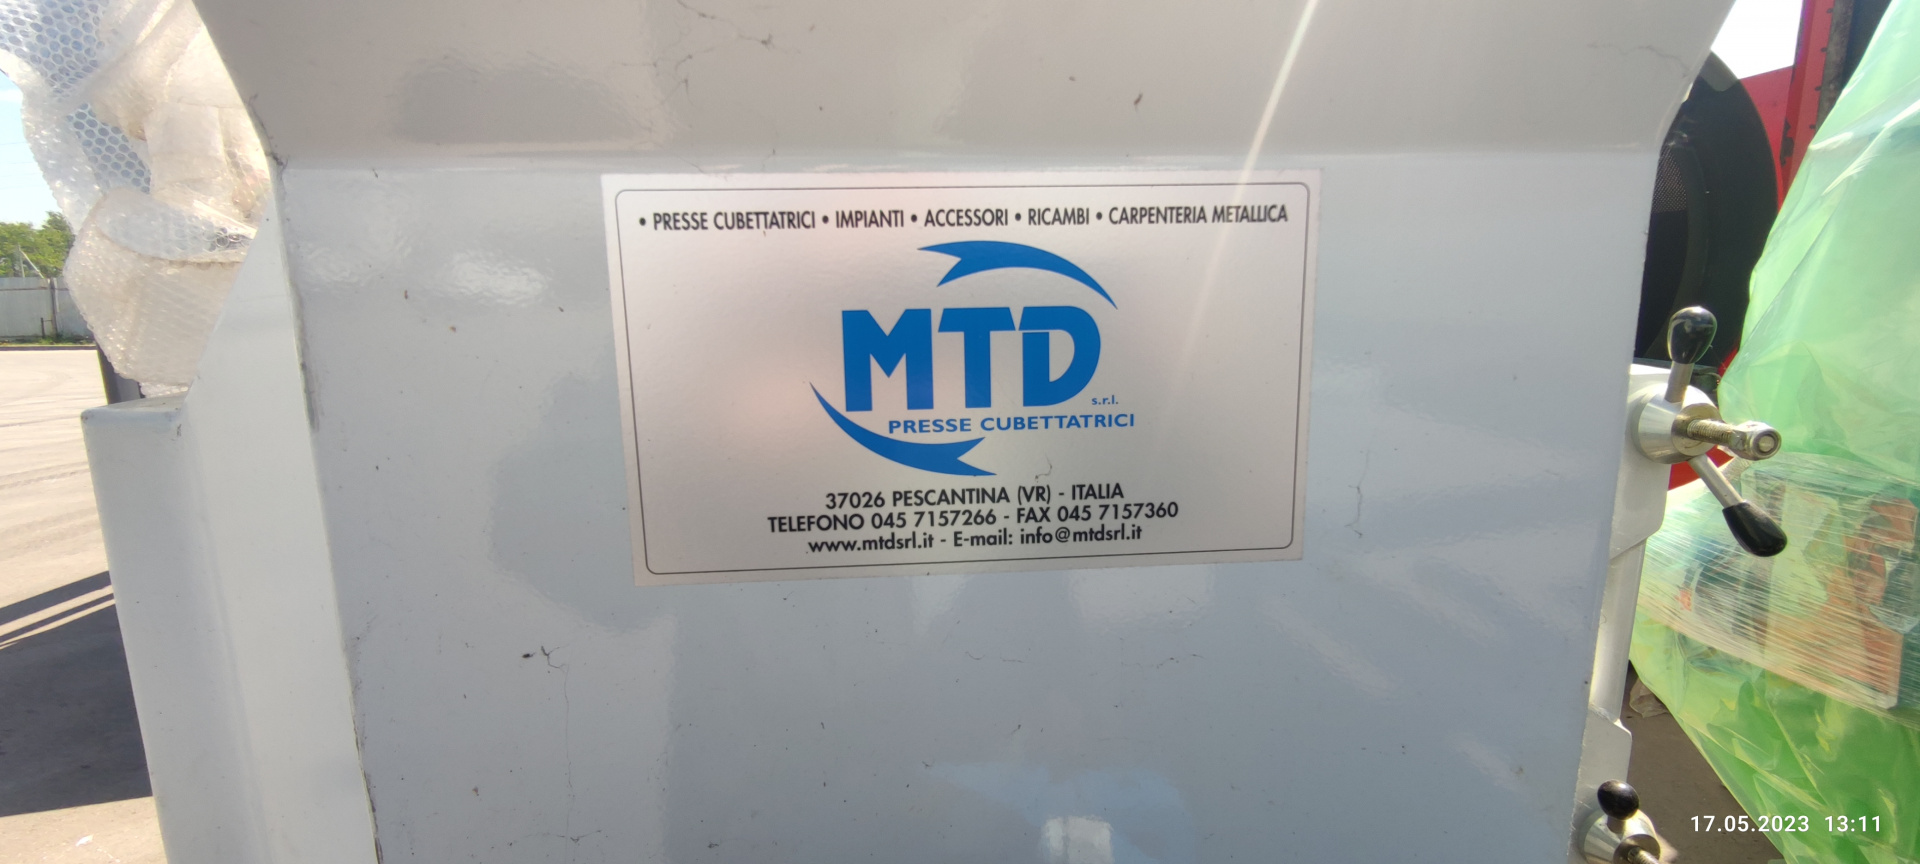 • PRESSE CUBETTATRICI • IMPIANTI • ACCESSORI • RICAMBI • CARPENTERIA METALLICA
MTD
s.r.l.
PRESSE CUBETTATRICI
37026 PESCANTINA (VR) - ITALIA
TELEFONO 045 7157266 - FAX 045 7157360
www.mtdsrl.it - E-mail: info@mtdsrl.it
17.05.2023 13:11